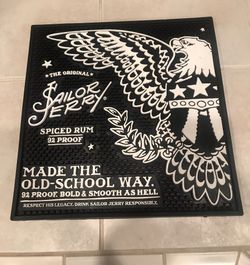 * THE ORIGINAL *
SAILOR
JERRY
SPICED RUM
92 PROOF
MADE THE
OLD-SCHOOL WAY.
92 PROOF, BOLD & SMOOTH AS HELL
RESPECT HIS LEGACY. DRINK SAILOR JERRY RESPONSIBLY.